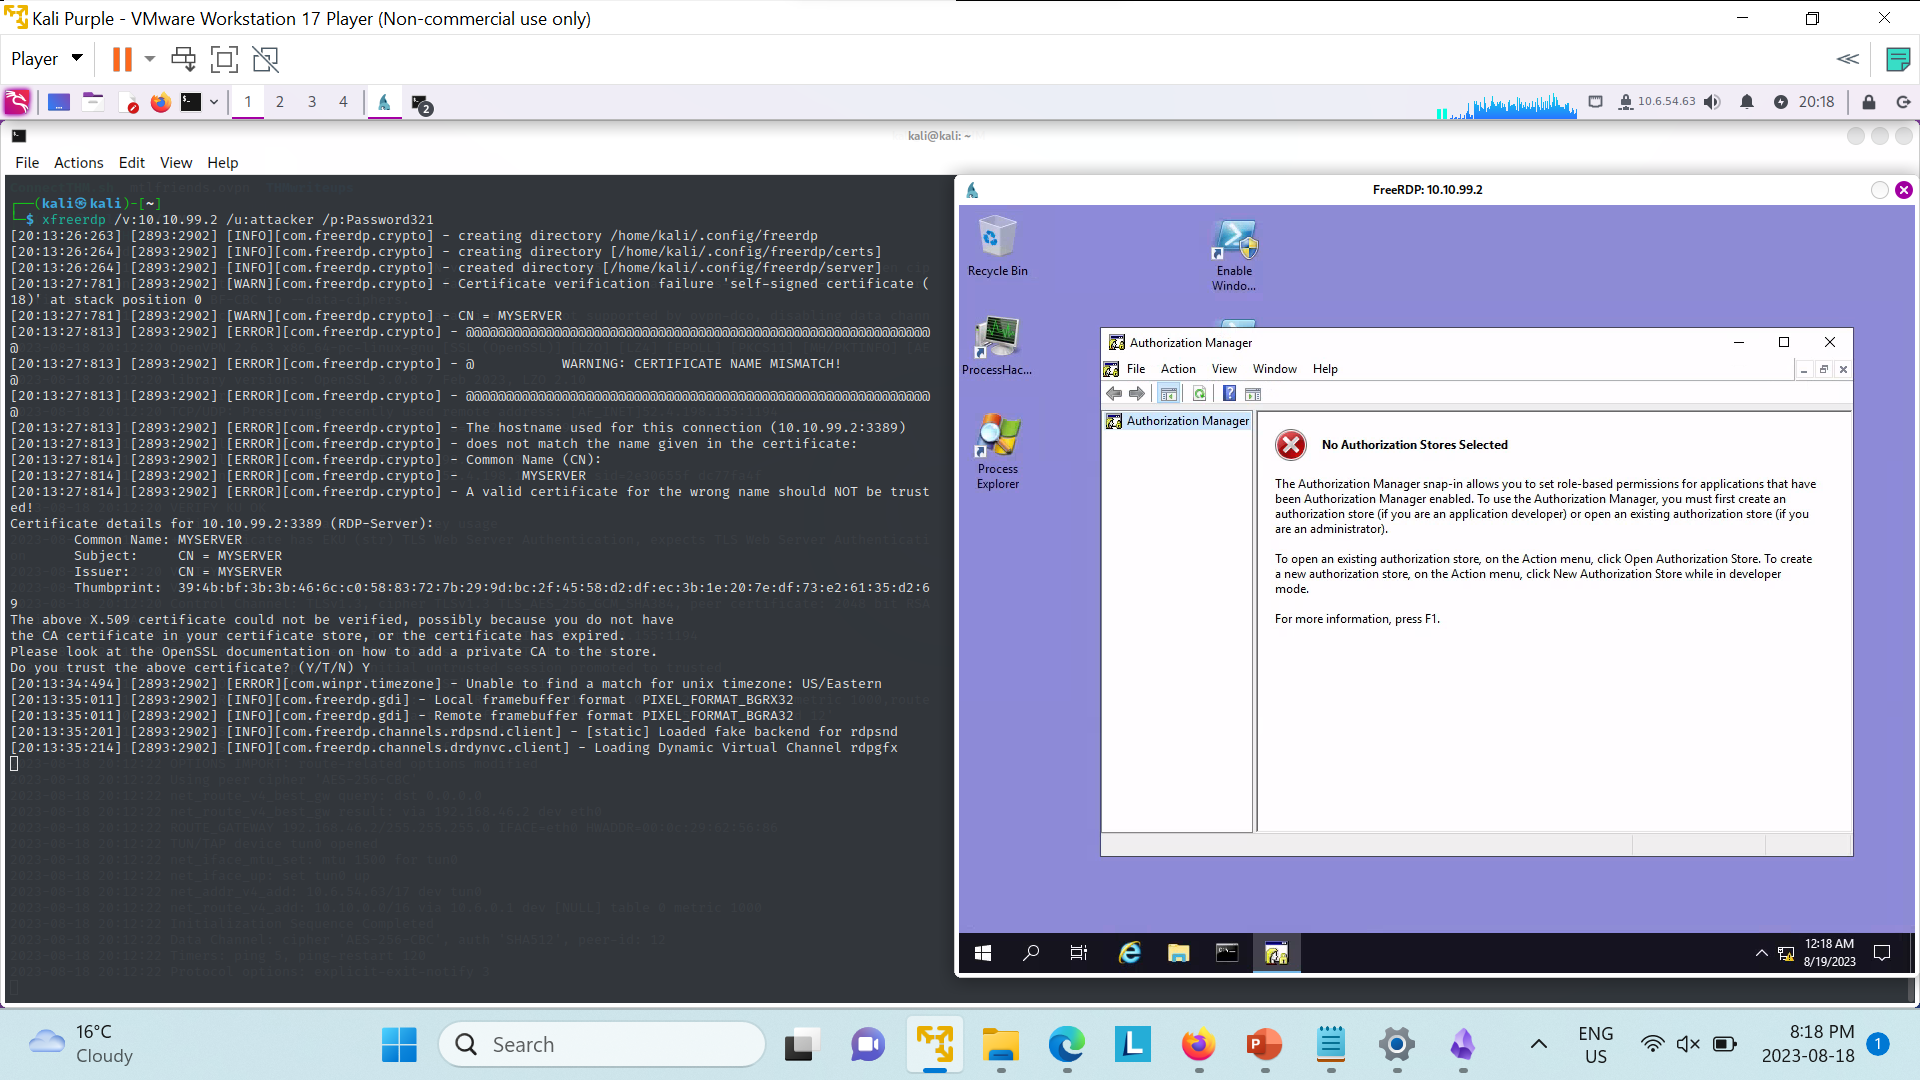 Kali Purple - VMware Workstation 17 Player (Non-commercial use only)
Player
1 2 3 4
2
10.6.54.63
20:18
kali@kali: ~
File Actions Edit View Help
┌──(kali㉿kali)-[~]
└─$ xfreerdp /v:10.10.99.2 /u:attacker /p:Password321
[20:13:26:263] [2893:2902] [INFO][com.freerdp.crypto] - creating directory /home/kali/.config/freerdp
[20:13:26:264] [2893:2902] [INFO][com.freerdp.crypto] - creating directory [/home/kali/.config/freerdp/certs]
[20:13:26:264] [2893:2902] [INFO][com.freerdp.crypto] - created directory [/home/kali/.config/freerdp/server]
[20:13:27:781] [2893:2902] [WARN][com.freerdp.crypto] - Certificate verification failure 'self-signed certificate (
18)' at stack position 0
[20:13:27:781] [2893:2902] [WARN][com.freerdp.crypto] - CN = MYSERVER
[20:13:27:813] [2893:2902] [ERROR][com.freerdp.crypto] - @@@@@@@@@@@@@@@@@@@@@@@@@@@@@@@@@@@@@@@@@@@@@@@@@@@@@@@@@@
@
[20:13:27:813] [2893:2902] [ERROR][com.freerdp.crypto] - @           WARNING: CERTIFICATE NAME MISMATCH!
@
[20:13:27:813] [2893:2902] [ERROR][com.freerdp.crypto] - @@@@@@@@@@@@@@@@@@@@@@@@@@@@@@@@@@@@@@@@@@@@@@@@@@@@@@@@@@
@
[20:13:27:813] [2893:2902] [ERROR][com.freerdp.crypto] - The hostname used for this connection (10.10.99.2:3389)
[20:13:27:813] [2893:2902] [ERROR][com.freerdp.crypto] - does not match the name given in the certificate:
[20:13:27:814] [2893:2902] [ERROR][com.freerdp.crypto] - Common Name (CN):
[20:13:27:814] [2893:2902] [ERROR][com.freerdp.crypto] -        MYSERVER
[20:13:27:814] [2893:2902] [ERROR][com.freerdp.crypto] - A valid certificate for the wrong name should NOT be trust
ed!
Certificate details for 10.10.99.2:3389 (RDP-Server):
Common Name: MYSERVER
Subject:     CN = MYSERVER
Issuer:      CN = MYSERVER
Thumbprint:  39:4b:bf:3b:3b:46:6c:c0:58:83:72:7b:29:9d:bc:2f:45:58:d2:df:ec:3b:1e:20:7e:df:73:e2:61:35:d2:6
9
The above X.509 certificate could not be verified, possibly because you do not have
the CA certificate in your certificate store, or the certificate has expired.
Please look at the OpenSSL documentation on how to add a private CA to the store.
Do you trust the above certificate? (Y/T/N) Y
[20:13:34:494] [2893:2902] [ERROR][com.winpr.timezone] - Unable to find a match for unix timezone: US/Eastern
[20:13:35:011] [2893:2902] [INFO][com.freerdp.gdi] - Local framebuffer format  PIXEL_FORMAT_BGRX32
[20:13:35:011] [2893:2902] [INFO][com.freerdp.gdi] - Remote framebuffer format PIXEL_FORMAT_BGRA32
[20:13:35:201] [2893:2902] [INFO][com.freerdp.channels.rdpsnd.client] - [static] Loaded fake backend for rdpsnd
[20:13:35:214] [2893:2902] [INFO][com.freerdp.channels.drdynvc.client] - Loading Dynamic Virtual Channel rdpgfx
FreeRDP: 10.10.99.2
Recycle Bin
Enable
Windo...
ProcessHac...
Process
Explorer
Authorization Manager
File Action View Window Help
Authorization Manager
No Authorization Stores Selected
The Authorization Manager snap-in allows you to set role-based permissions for applications that have
been Authorization Manager enabled. To use the Authorization Manager, you must first create an
authorization store (if you are an application developer) or open an existing authorization store (if you
are an administrator).
To open an existing authorization store, on the Action menu, click Open Authorization Store. To create
a new authorization store, on the Action menu, click New Authorization Store while in developer
mode.
For more information, press F1.
12:18 AM
8/19/2023
16°C
Cloudy
Search
ENG
US
8:18 PM
2023-08-18
1